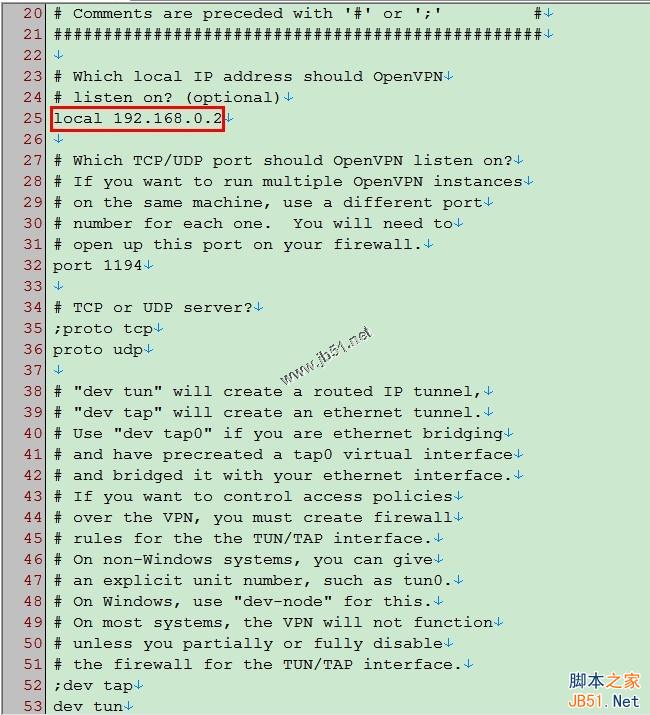 20 # Comments are preceded with '#' or ';'         #↓
21 #################################################↓
22 ↓
23 # Which local IP address should OpenVPN↓
24 # listen on? (optional)↓
25 local 192.168.0.2↓
26 ↓
27 # Which TCP/UDP port should OpenVPN listen on?↓
28 # If you want to run multiple OpenVPN instances↓
29 # on the same machine, use a different port↓
30 # number for each one.  You will need to↓
31 # open up this port on your firewall.↓
32 port 1194↓
33 ↓
34 # TCP or UDP server?↓
35 ;proto tcp↓
36 proto udp↓
37 ↓
38 # "dev tun" will create a routed IP tunnel,↓
39 # "dev tap" will create an ethernet tunnel.↓
40 # Use "dev tap0" if you are ethernet bridging↓
41 # and have precreated a tap0 virtual interface↓
42 # and bridged it with your ethernet interface.↓
43 # If you want to control access policies↓
44 # over the VPN, you must create firewall↓
45 # rules for the the TUN/TAP interface.↓
46 # On non-Windows systems, you can give↓
47 # an explicit unit number, such as tun0.↓
48 # On Windows, use "dev-node" for this.↓
49 # On most systems, the VPN will not function↓
50 # unless you partially or fully disable↓
51 # the firewall for the TUN/TAP interface.↓
52 ;dev tap↓
53 dev tun↓
www.jb51.net
脚本之家
JB51.Net